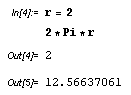 In[4]= r = 2
2*Pi*r
Out[4]= 2
Out[5]= 12.56637061